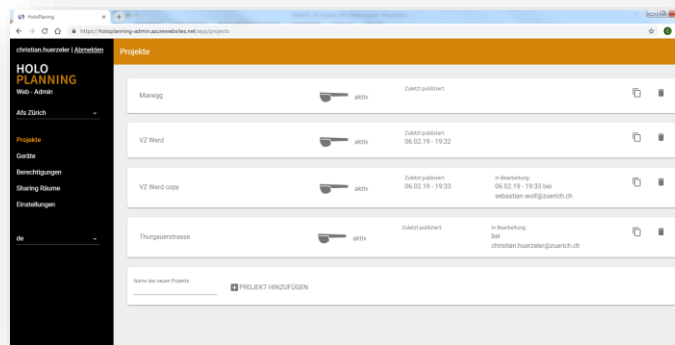 HoloPlaning
https://holoplanning-admin.azurewebsites.net/app/projects
christian.huerzeler | Abmelden
Projekte
HOLO
PLANNING
Web - Admin
Afs Zürich
Projekte
Geräte
Berechtigungen
Sharing Räume
Einstellungen
de
Manegg
aktiv
Zuletzt publiziert:
VZ Werd
aktiv
Zuletzt publiziert:
06.02.19 - 19:32
VZ Werd copy
aktiv
Zuletzt publiziert:
06.02.19 - 19:33
In Bearbeitung:
06.02.19 - 19:33 bei
sebastian.wolf@zuerich.ch
Thurgauerstrasse
aktiv
Zuletzt publiziert:
In Bearbeitung:
bei
christian.huerzeler@zuerich.ch
Name des neuen Projekts
PROJEKT HINZUFÜGEN